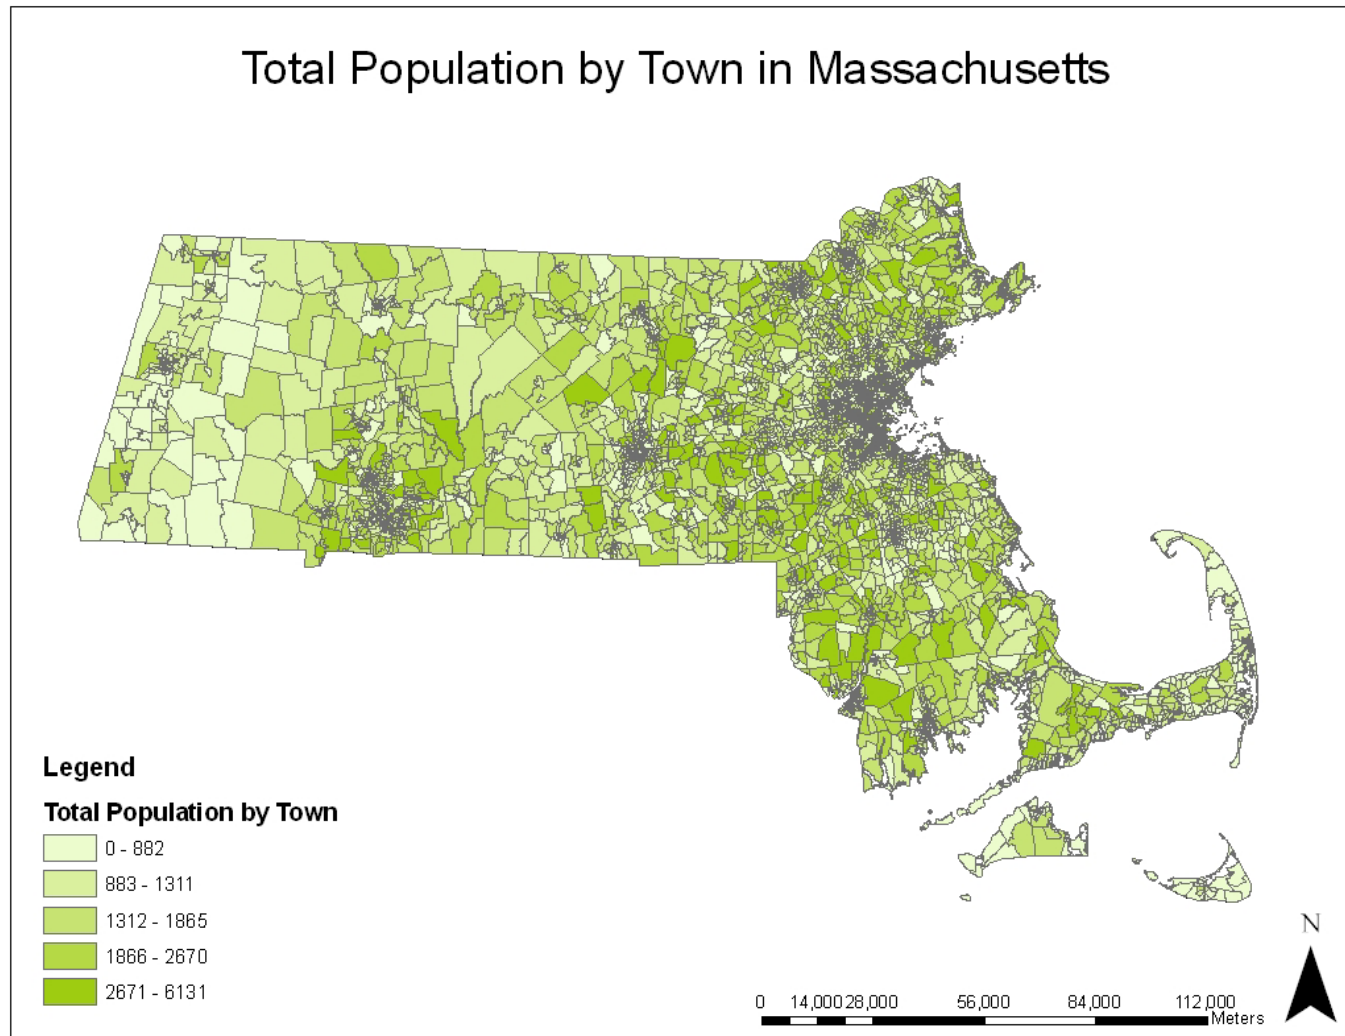 Total Population by Town in Massachusetts
Legend
Total Population by Town
0 - 882
883 - 1311
1312 - 1865
1866 - 2670
2671 - 6131
N
0 14,000 28,000 56,000 84,000 112,000
Meters